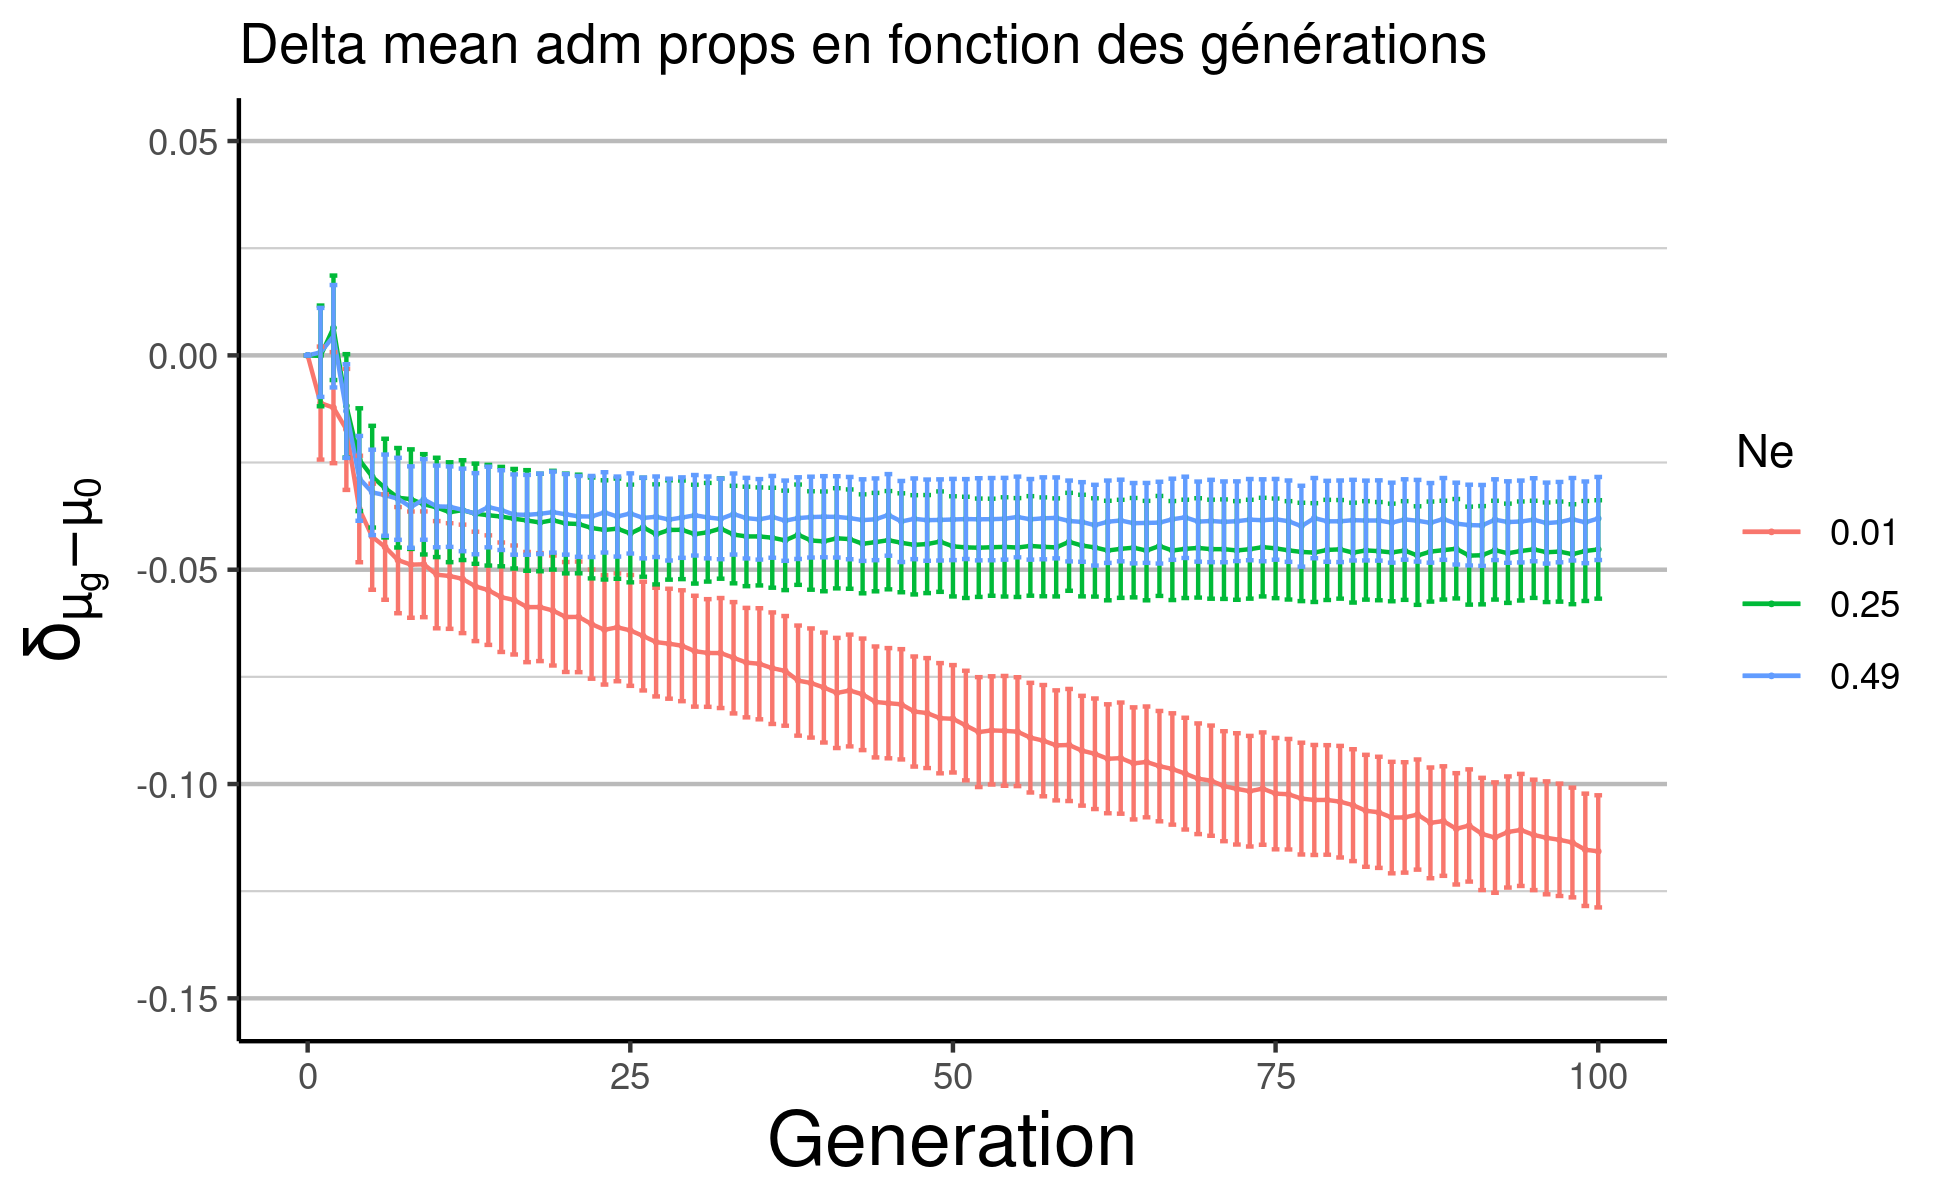 Delta mean adm props en fonction des générations
δμg−μ0
0.05
0.00
-0.05
-0.10
-0.15
0 25 50 75 100
Generation
Ne
0.01
0.25
0.49